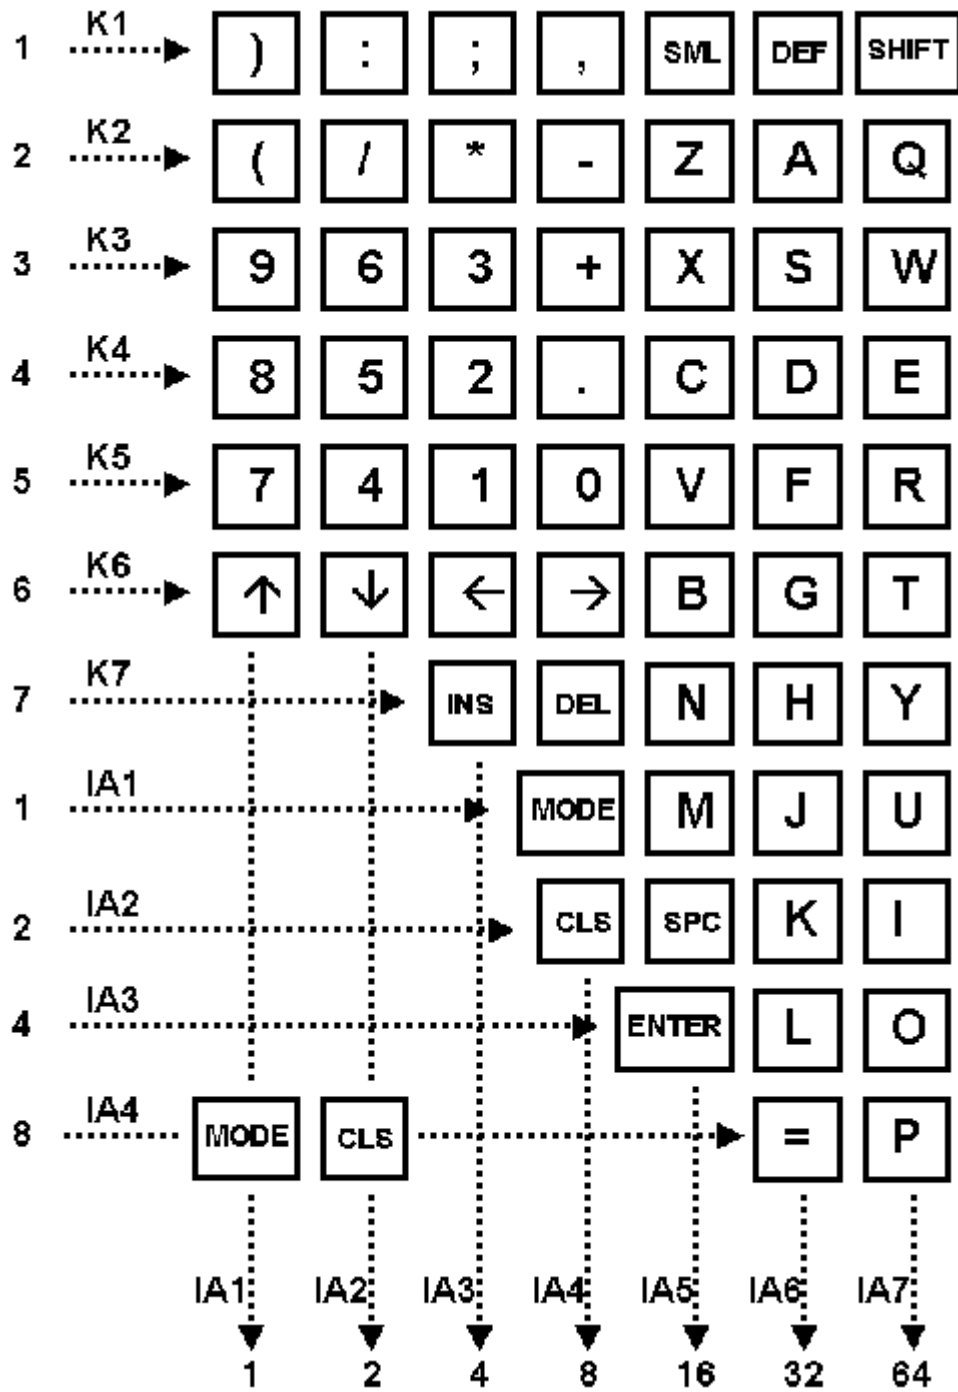 K1
1 ) : ; , SML DEF SHIFT
K2
2 ( / * - Z A Q
K3
3 9 6 3 + X S W
K4
4 8 5 2 . C D E
K5
5 7 4 1 0 V F R
K6
6 ↑ ↓ ← → B G T
K7
7 INS DEL N H Y
IA1
1 MODE M J U
IA2
2 CLS SPC K I
IA3
4 ENTER L O
IA4
8 MODE CLS = P
IA1 IA2 IA3 IA4 IA5 IA6 IA7
1 2 4 8 16 32 64